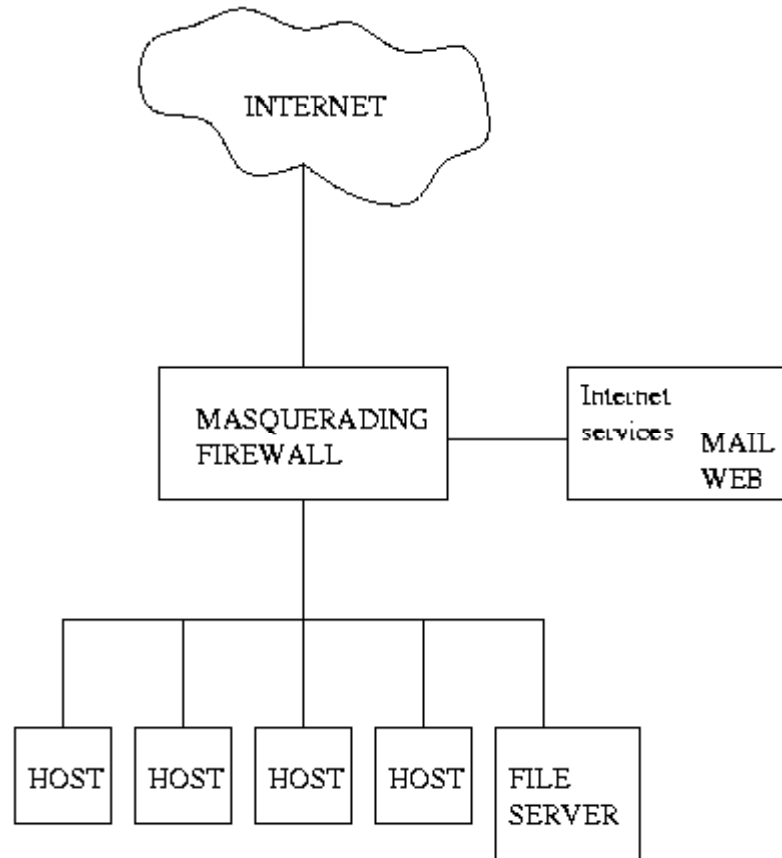 INTERNET
MASQUERADING
FIREWALL
Internet
services
MAIL
WEB
HOST
HOST
HOST
HOST
FILE
SERVER